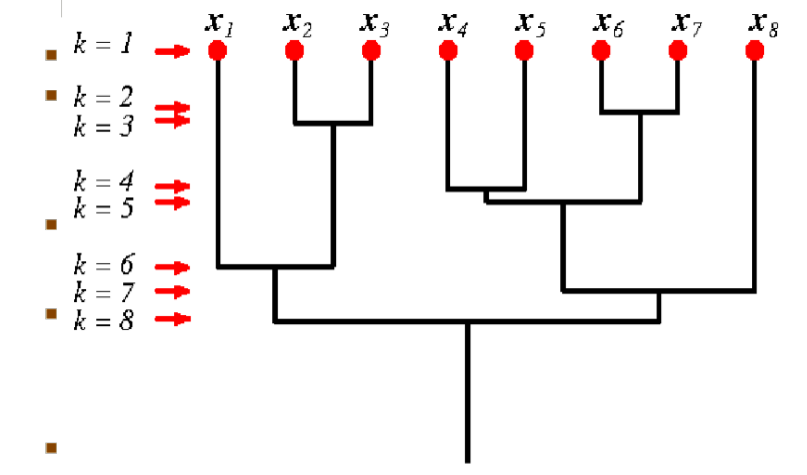 x1 x2 x3 x4 x5 x6 x7 x8
k = 1
k = 2
k = 3
k = 4
k = 5
k = 6
k = 7
k = 8